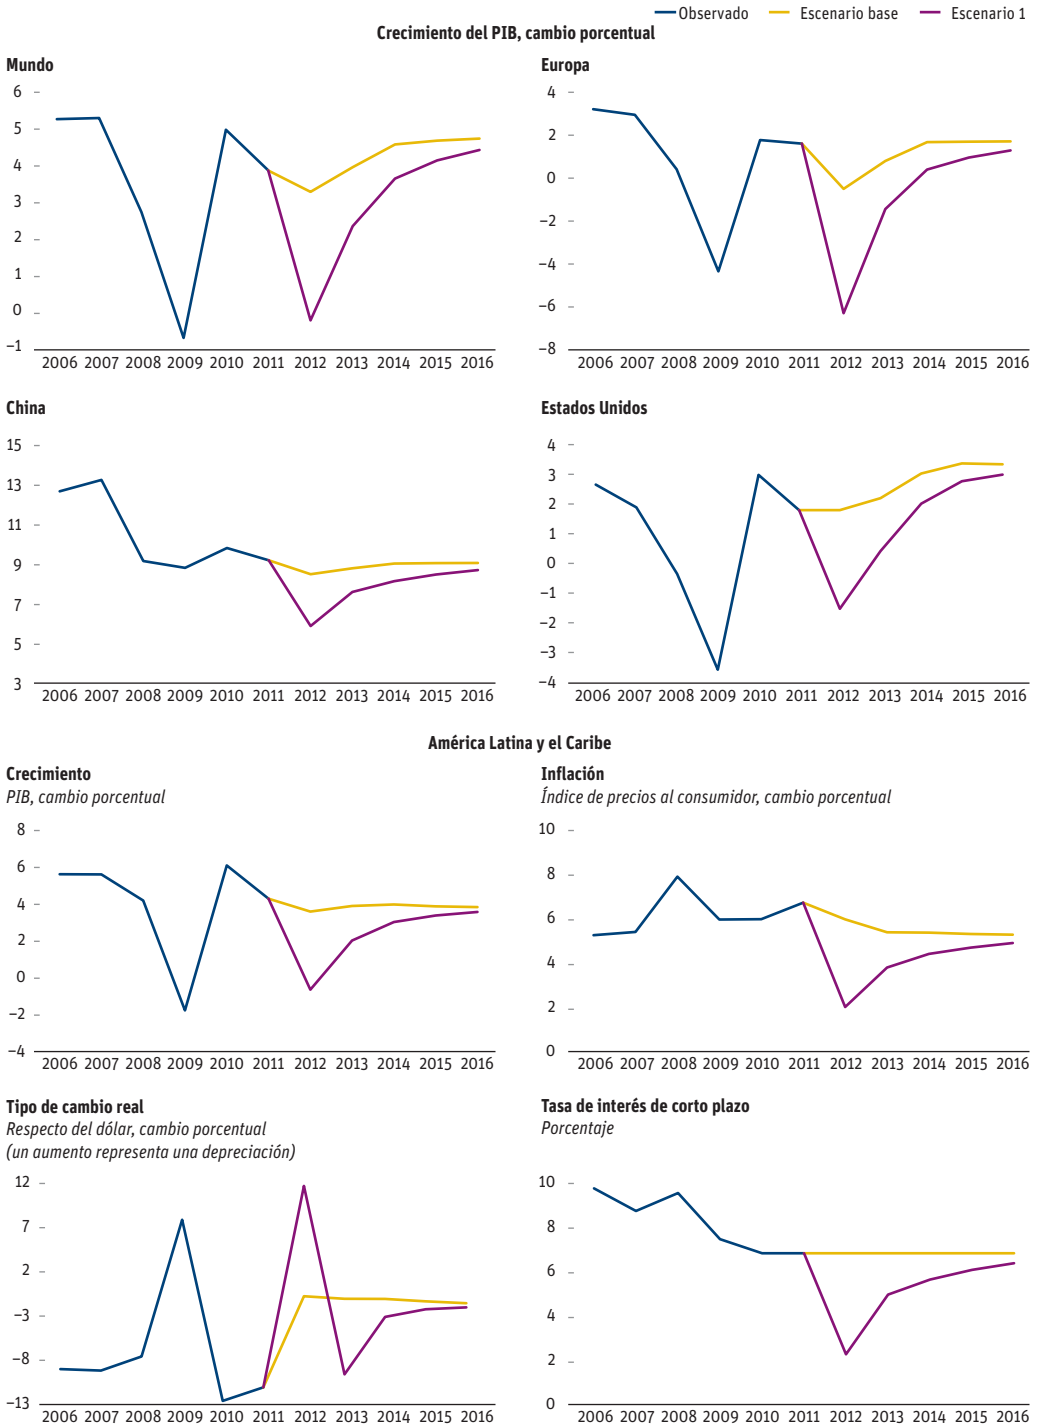 Observado Escenario base Escenario 1
Crecimiento del PIB, cambio porcentual
Mundo
6
5
4
3
2
1
0
−1
2006 2007 2008 2009 2010 2011 2012 2013 2014 2015 2016
Europa
4
2
0
−2
−4
−6
−8
2006 2007 2008 2009 2010 2011 2012 2013 2014 2015 2016
China
15
13
11
9
7
5
3
2006 2007 2008 2009 2010 2011 2012 2013 2014 2015 2016
Estados Unidos
4
3
2
1
0
−1
−2
−3
−4
2006 2007 2008 2009 2010 2011 2012 2013 2014 2015 2016
América Latina y el Caribe
Crecimiento
PIB, cambio porcentual
8
6
4
2
0
−2
−4
2006 2007 2008 2009 2010 2011 2012 2013 2014 2015 2016
Inflación
Índice de precios al consumidor, cambio porcentual
10
8
6
4
2
0
2006 2007 2008 2009 2010 2011 2012 2013 2014 2015 2016
Tipo de cambio real
Respecto del dólar, cambio porcentual
(un aumento representa una depreciación)
12
7
2
−3
−8
−13
2006 2007 2008 2009 2010 2011 2012 2013 2014 2015 2016
Tasa de interés de corto plazo
Porcentaje
10
8
6
4
2
0
2006 2007 2008 2009 2010 2011 2012 2013 2014 2015 2016